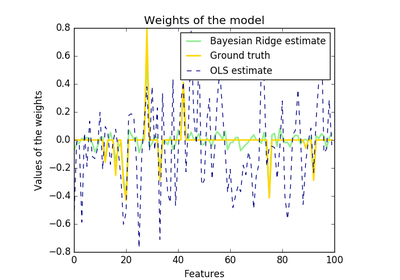 Weights of the model
0.8
0.6
0.4
0.2
0.0
−0.2
−0.4
−0.6
−0.8
Values of the weights
Bayesian Ridge estimate
Ground truth
OLS estimate
0 20 40 60 80 100
Features